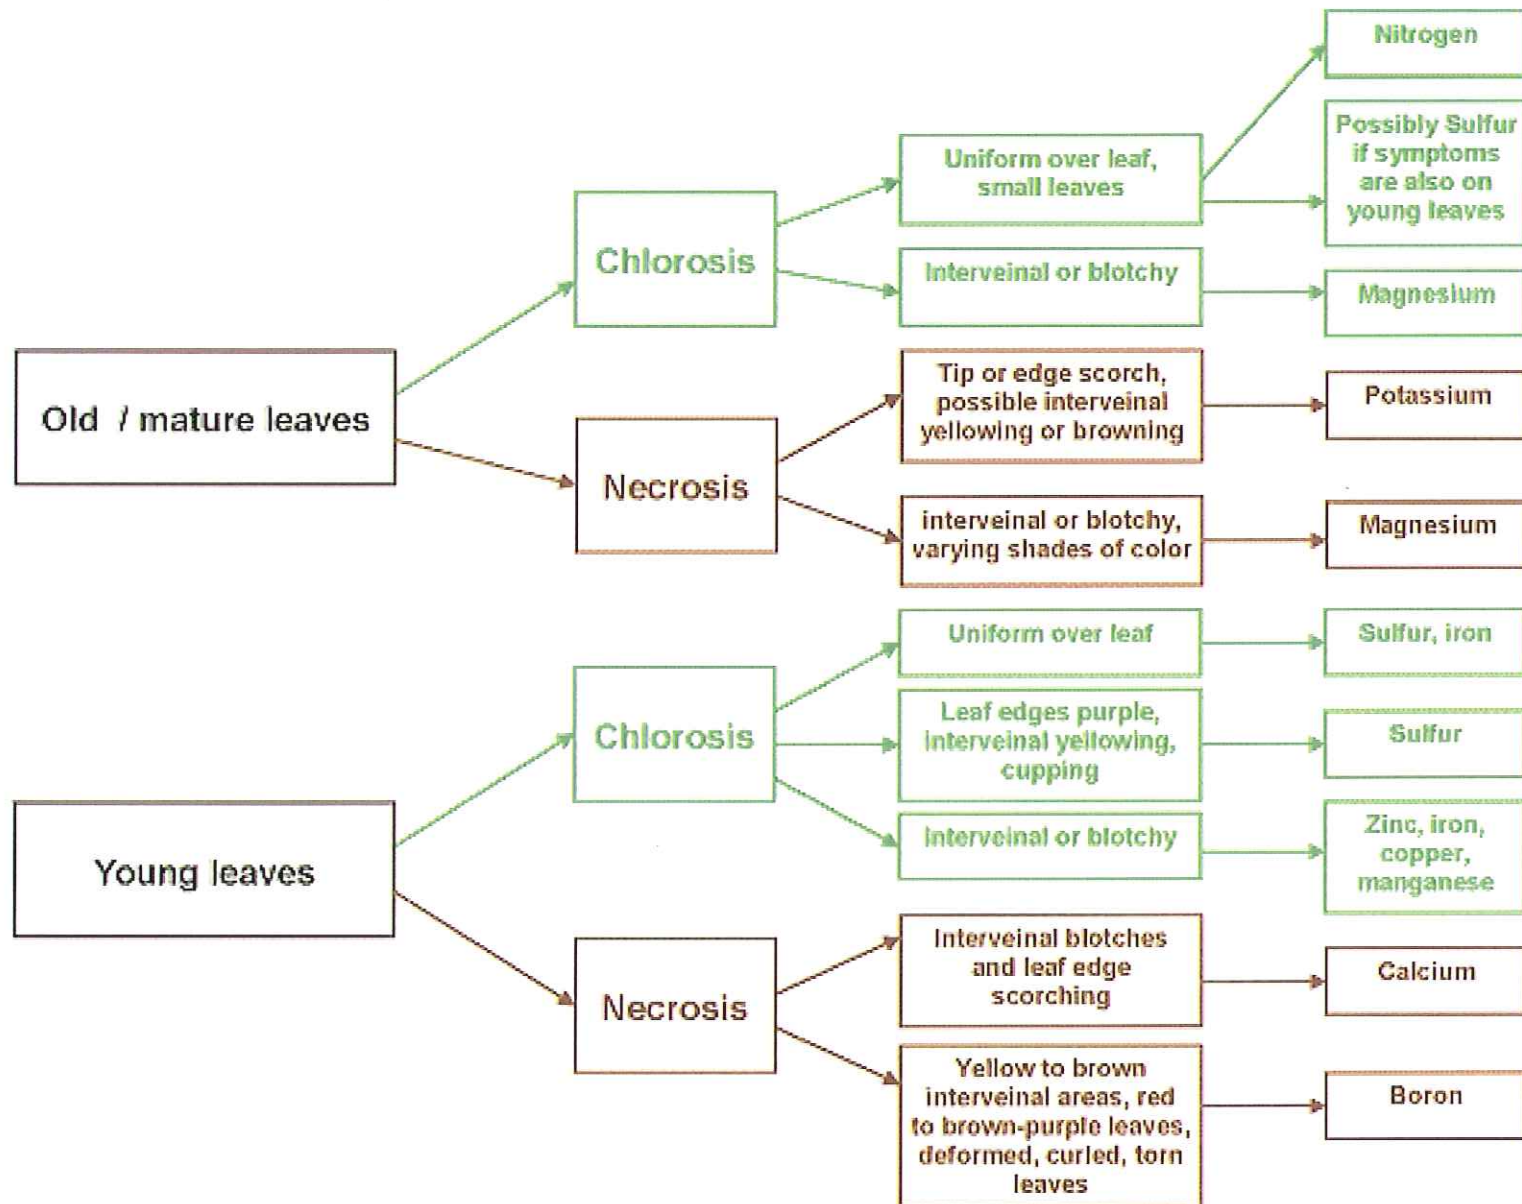 Nitrogen
Possibly Sulfur
if symptoms
are also on
young leaves
Uniform over leaf,
small leaves
Chlorosis
Interveinal or blotchy
Magnesium
Old / mature leaves
Tip or edge scorch,
possible interveinal
yellowing or browning
Potassium
Necrosis
interveinal or blotchy,
varying shades of color
Magnesium
Uniform over leaf
Sulfur, iron
Chlorosis
Leaf edges purple,
interveinal yellowing,
cupping
Sulfur
Interveinal or blotchy
Zinc, iron,
copper,
manganese
Young leaves
Necrosis
Interveinal blotches
and leaf edge
scorching
Calcium
Yellow to brown
interveinal areas, red
to brown-purple leaves,
deformed, curled, torn
leaves
Boron